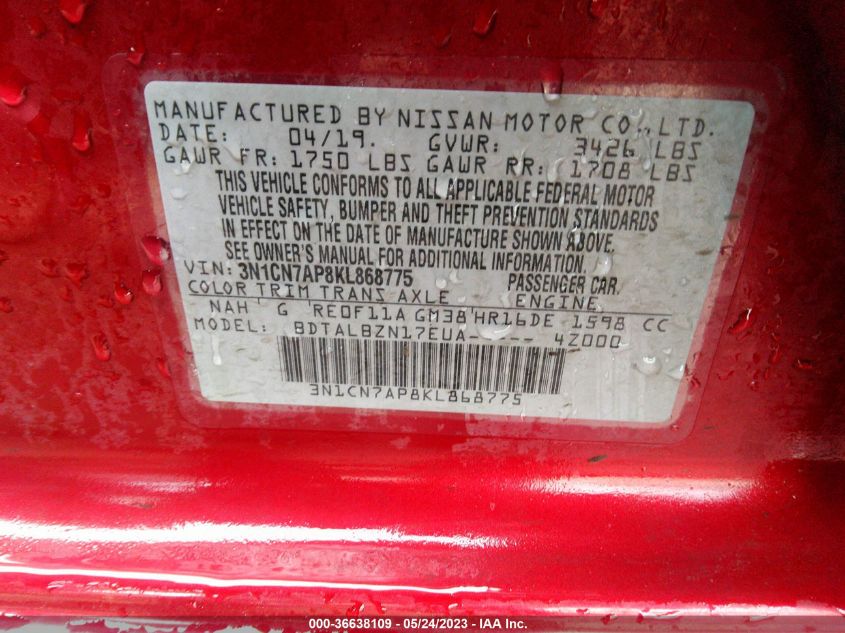 MANUFACTURED BY NISSAN MOTOR CO., LTD.
DATE: 04/19. GVWR: 3426 LBS
GAWR FR: 1750 LBS GAWR RR: 1708 LBS
THIS VEHICLE CONFORMS TO ALL APPLICABLE FEDERAL MOTOR
VEHICLE SAFETY, BUMPER AND THEFT PREVENTION STANDARDS
IN EFFECT ON THE DATE OF MANUFACTURE SHOWN ABOVE.
SEE OWNER'S MANUAL FOR ADDITIONAL INFORMATION.
VIN: 3N1CN7AP8KL868775 PASSENGER CAR.
COLOR TRIM TRANS AXLE ENGINE
NAH ' G RE0F11A GM38'HR16DE 1598 CC
MODEL: BDTALBZN17EUA----- 4Z000
3N1CN7AP8KL868775
000-36638109 • 05/24/2023 - IAA Inc.